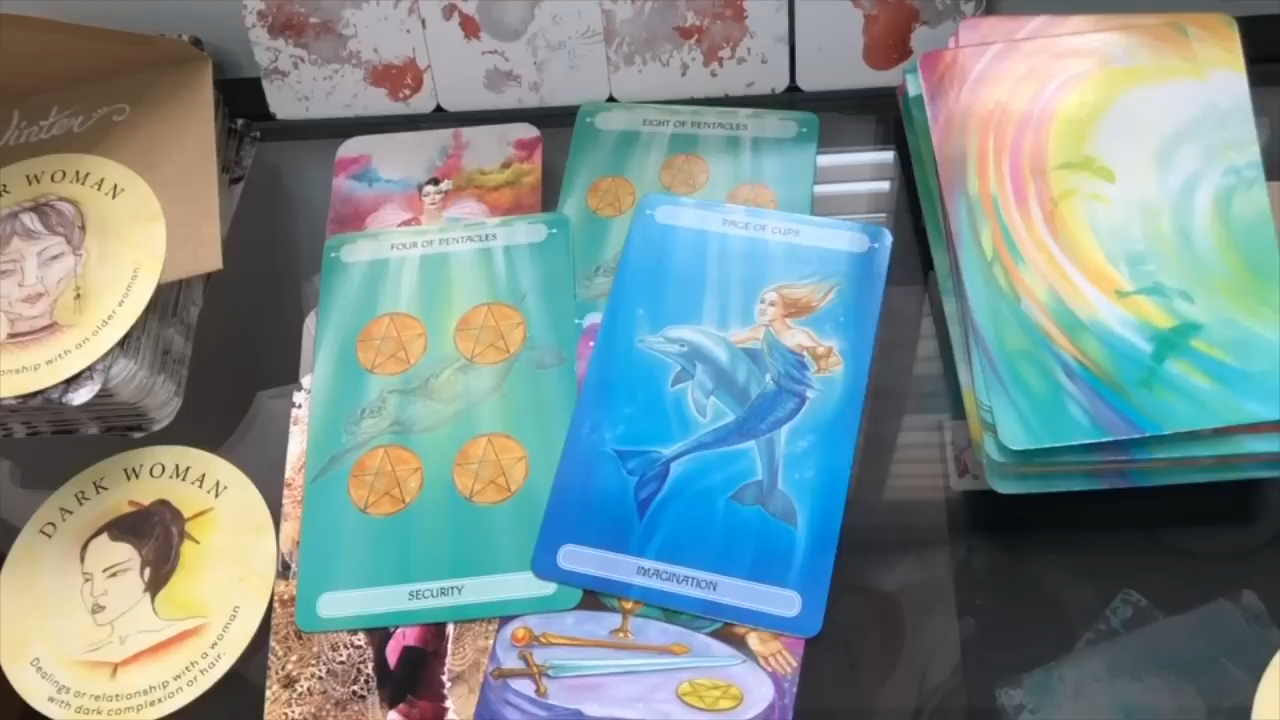 Winter
R WOMAN
nship with an older woman.
DARK WOMAN
Dealings or relationship with a woman
with dark complexion or hair.
EIGHT OF PENTACLES
FOUR OF PENTACLES
SECURITY
PAGE OF CUPS
IMAGINATION